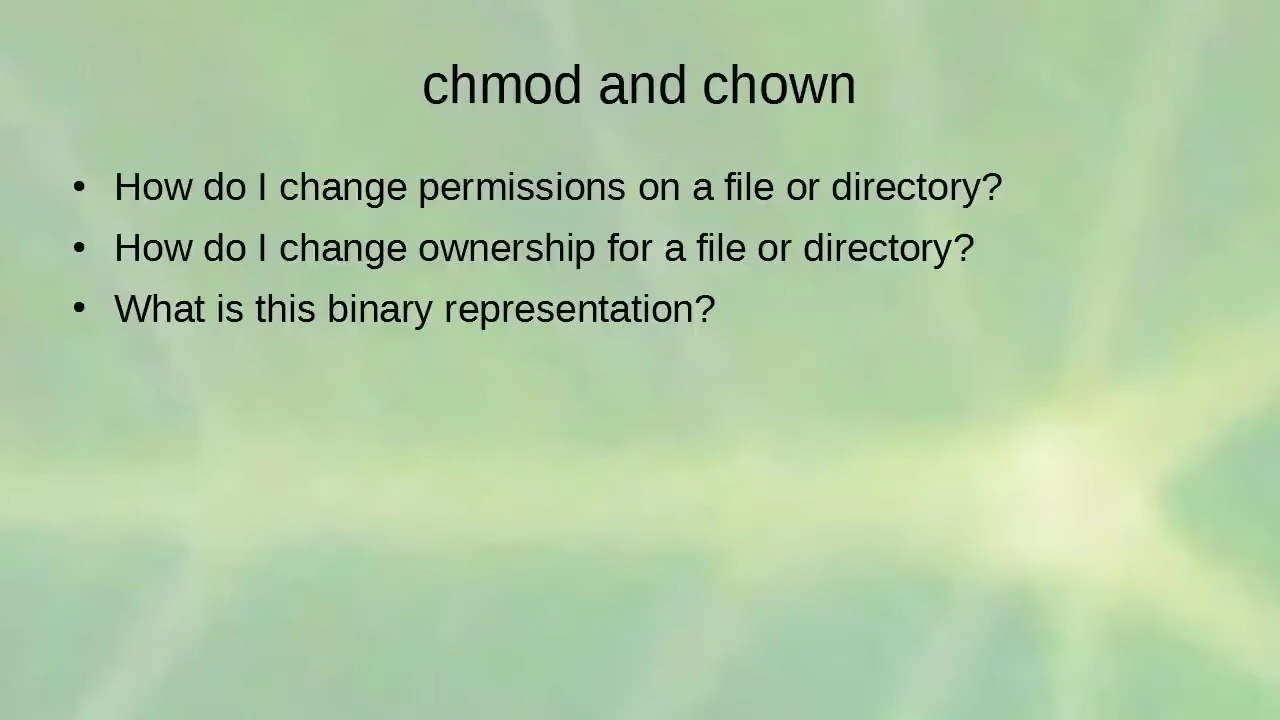 chmod and chown
• How do I change permissions on a file or directory?
• How do I change ownership for a file or directory?
• What is this binary representation?